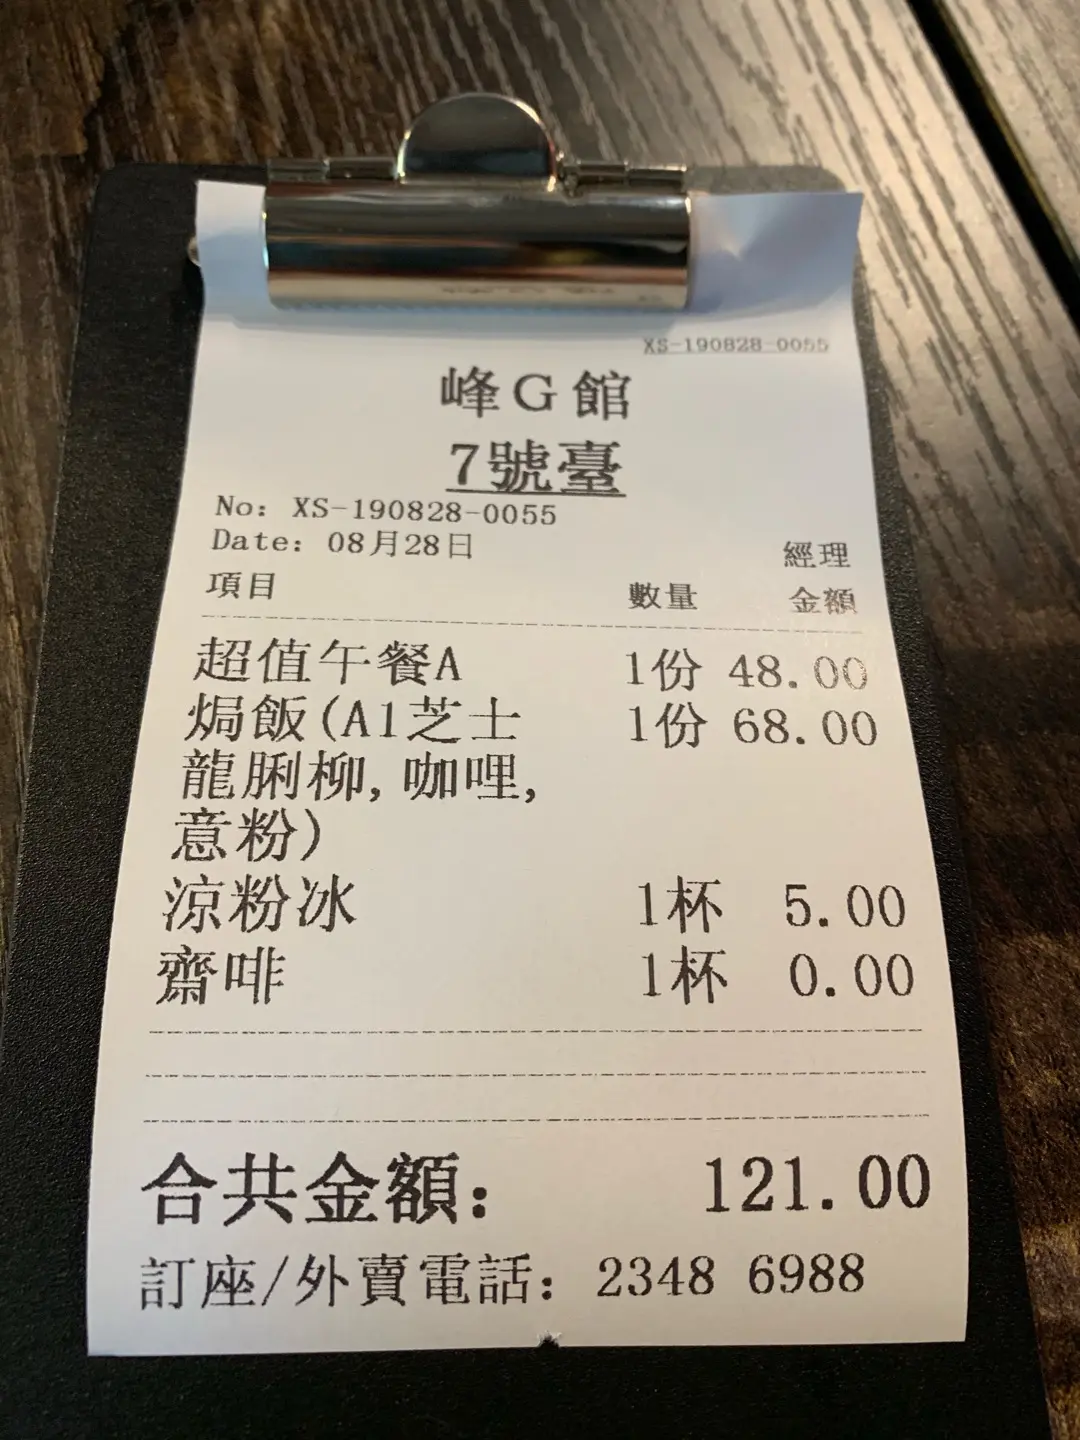 XS-190828-0055
峰G館
7號臺
No: XS-190828-0055
Date: 08月28日
經理
項目 數量 金額
超值午餐A 1份 48.00
焗飯(A1芝士 1份 68.00
龍脷柳,咖哩,
意粉)
涼粉冰 1杯 5.00
齋啡 1杯 0.00
合共金額: 121.00
訂座/外賣電話: 2348 6988